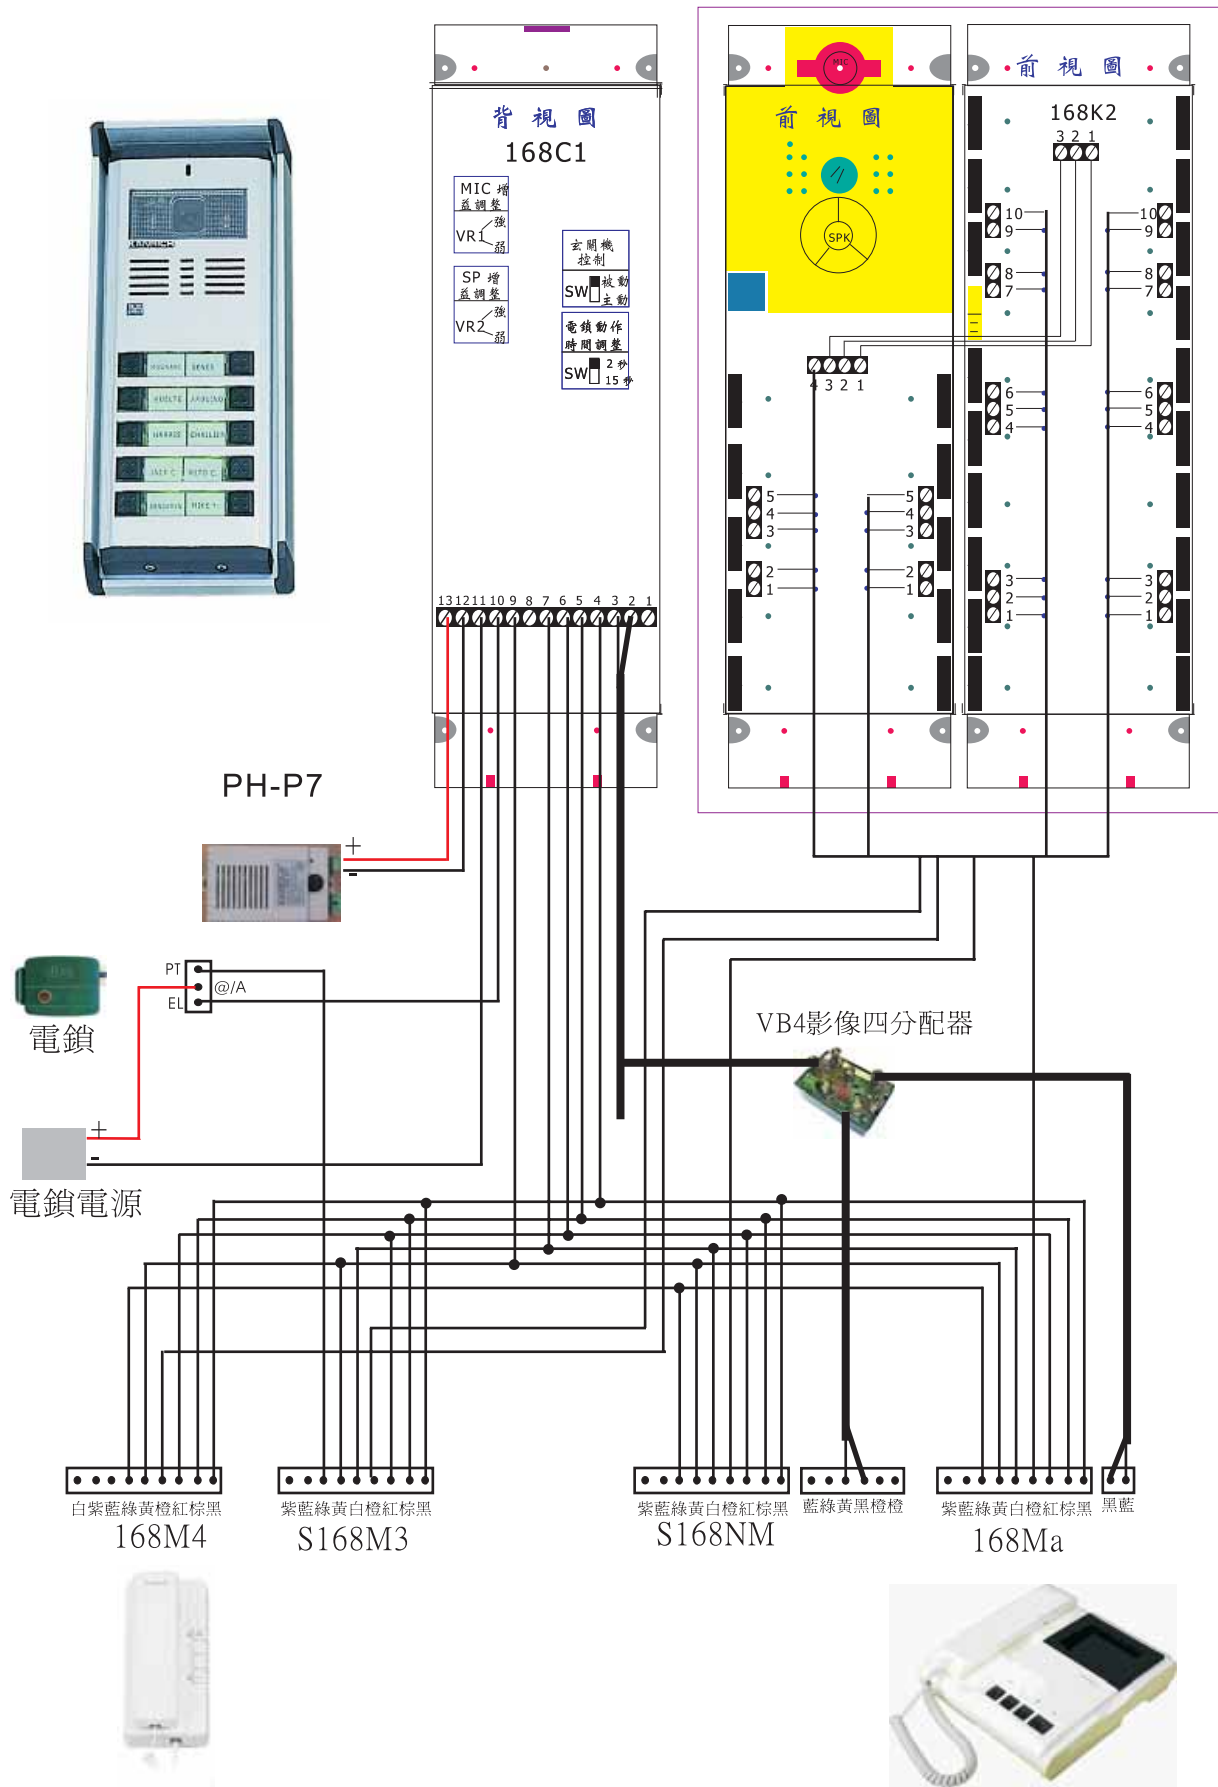 背視圖
168C1
MIC 增
益調整
VR1 強
弱
SP 增
益調整
VR2 強
弱
玄關機
控制
SW 被動
主動
電鎖動作
時間調整
SW 2 秒
15 秒
13 12 11 10 9 8 7 6 5 4 3 2 1
MIC
前視圖
SPK
4 3 2 1
5 5
4 4
3 3
2 2
1 1
前視圖
168K2
3 2 1
10 10
9 9
8 8
7 7
6 6
5 5
4 4
3 3
2 2
1 1
PH-P7
+
-
PT
@/A
EL
電鎖
+
-
電鎖電源
VB4影像四分配器
白紫藍綠黃橙紅棕黑
168M4
紫藍綠黃白橙紅棕黑
S168M3
紫藍綠黃白橙紅棕黑
S168NM
藍綠黃黑橙橙
紫藍綠黃白橙紅棕黑
168Ma
黑藍